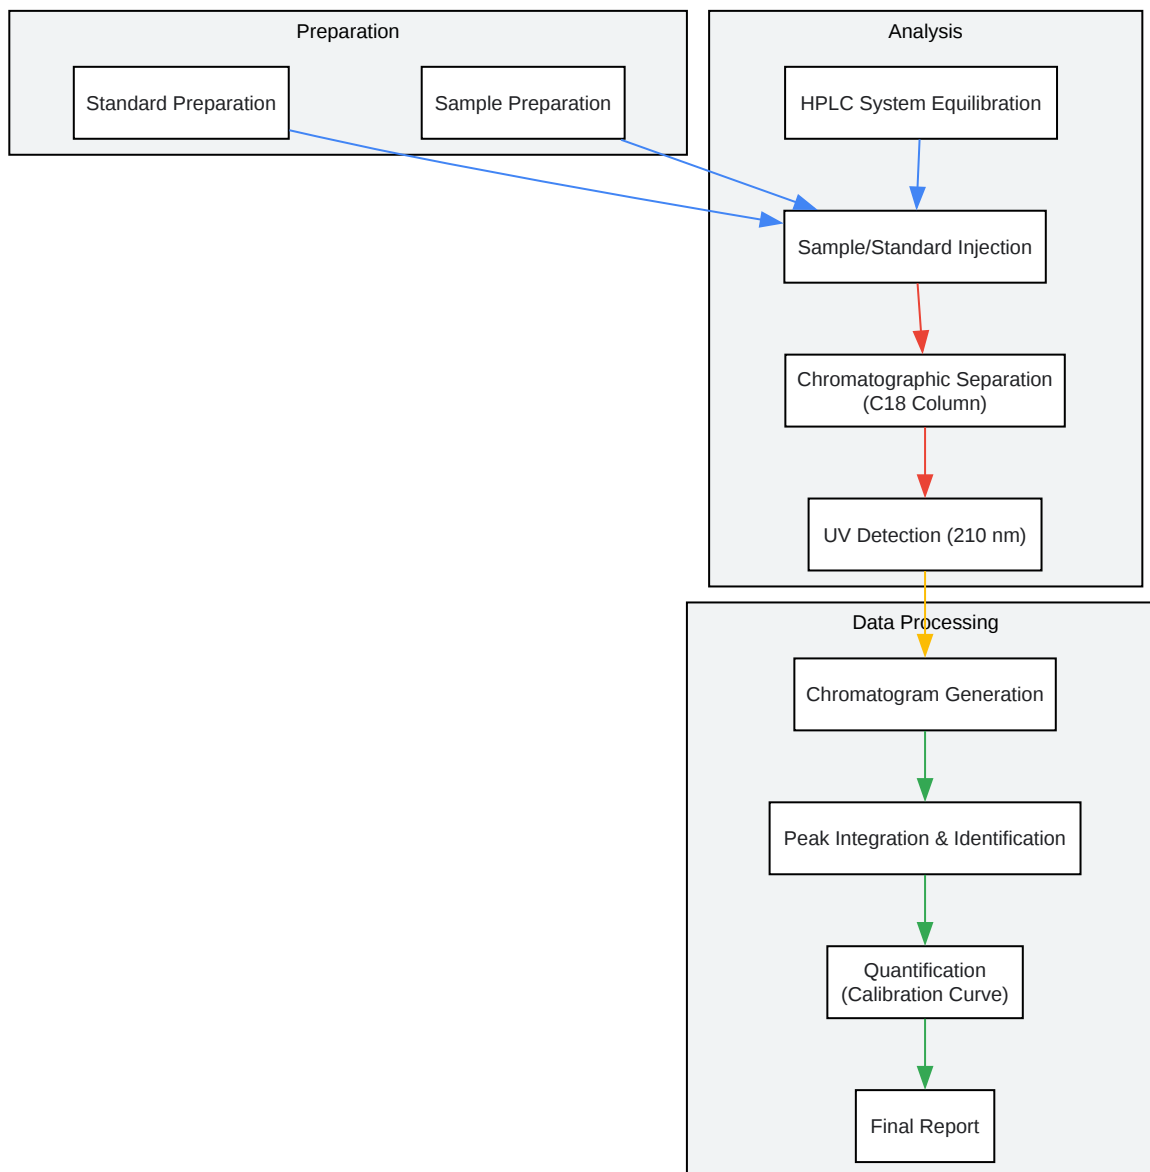 Preparation
Standard Preparation
Sample Preparation
Analysis
HPLC System Equilibration
Sample/Standard Injection
Chromatographic Separation
(C18 Column)
UV Detection (210 nm)
Data Processing
Chromatogram Generation
Peak Integration & Identification
Quantification
(Calibration Curve)
Final Report